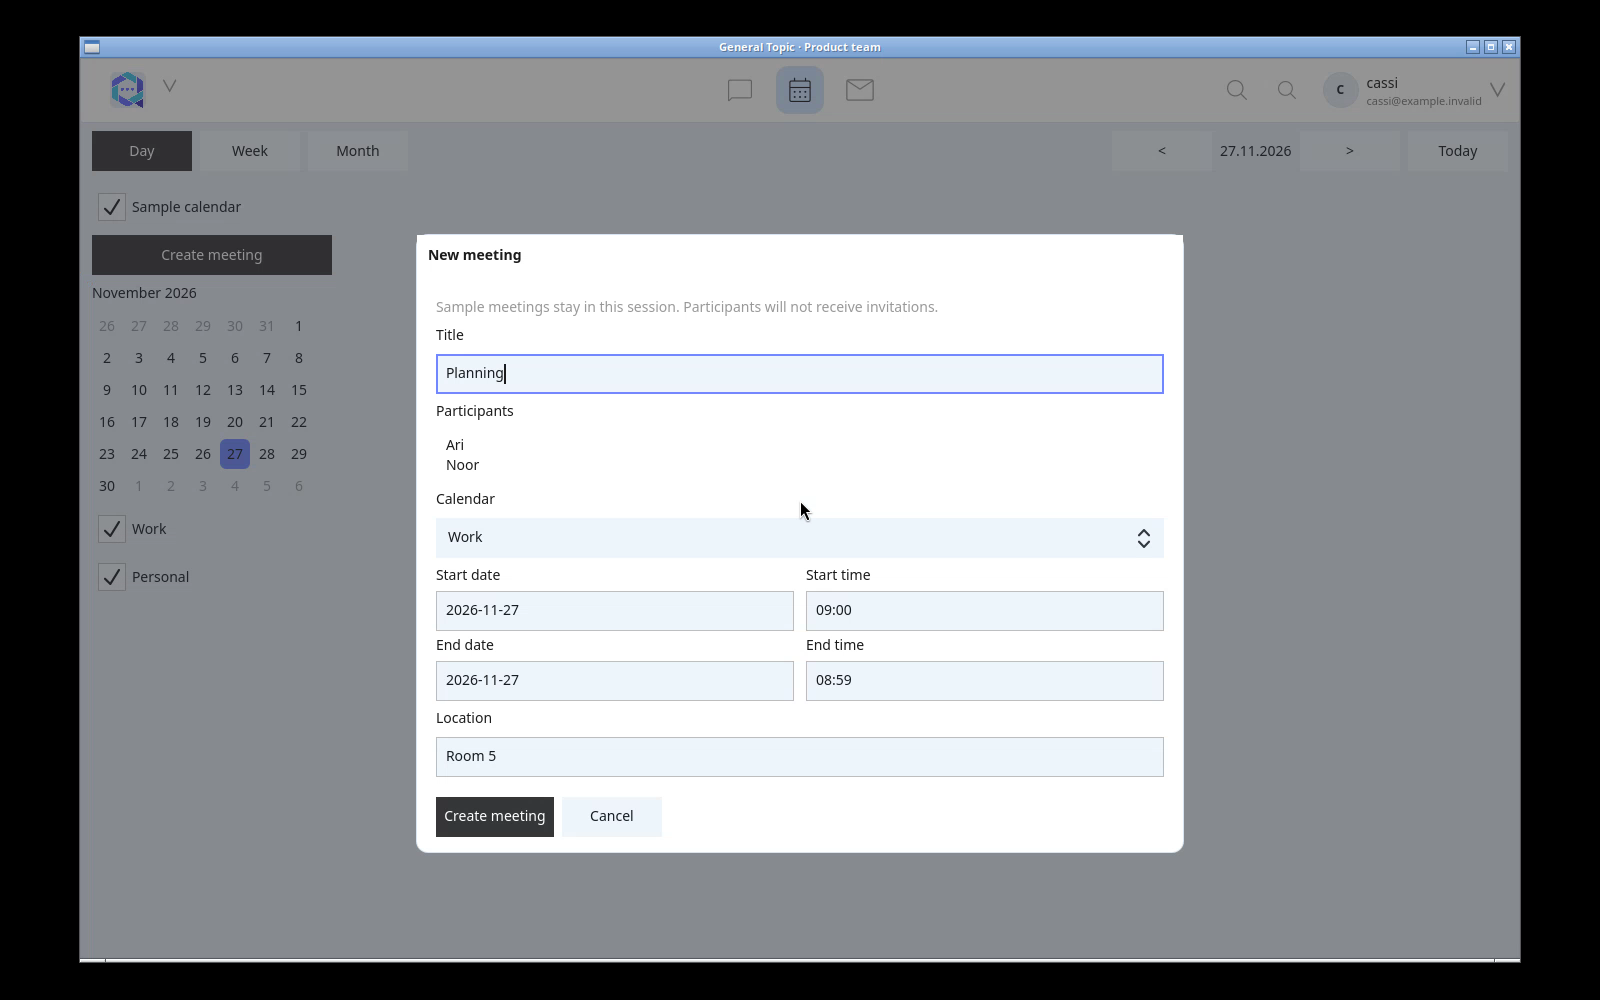 General Topic · Product team
C
cassi
cassi@example.invalid
Day
Week
Month
<
27.11.2026
>
Today
Sample calendar
Create meeting
November 2026
26 27 28 29 30 31 1
2 3 4 5 6 7 8
9 10 11 12 13 14 15
16 17 18 19 20 21 22
23 24 25 26 27 28 29
30 1 2 3 4 5 6
Work
Personal
New meeting
Sample meetings stay in this session. Participants will not receive invitations.
Title
Planning
Participants
Ari
Noor
Calendar
Work
Start date
Start time
2026-11-27
09:00
End date
End time
2026-11-27
08:59
Location
Room 5
Create meeting
Cancel